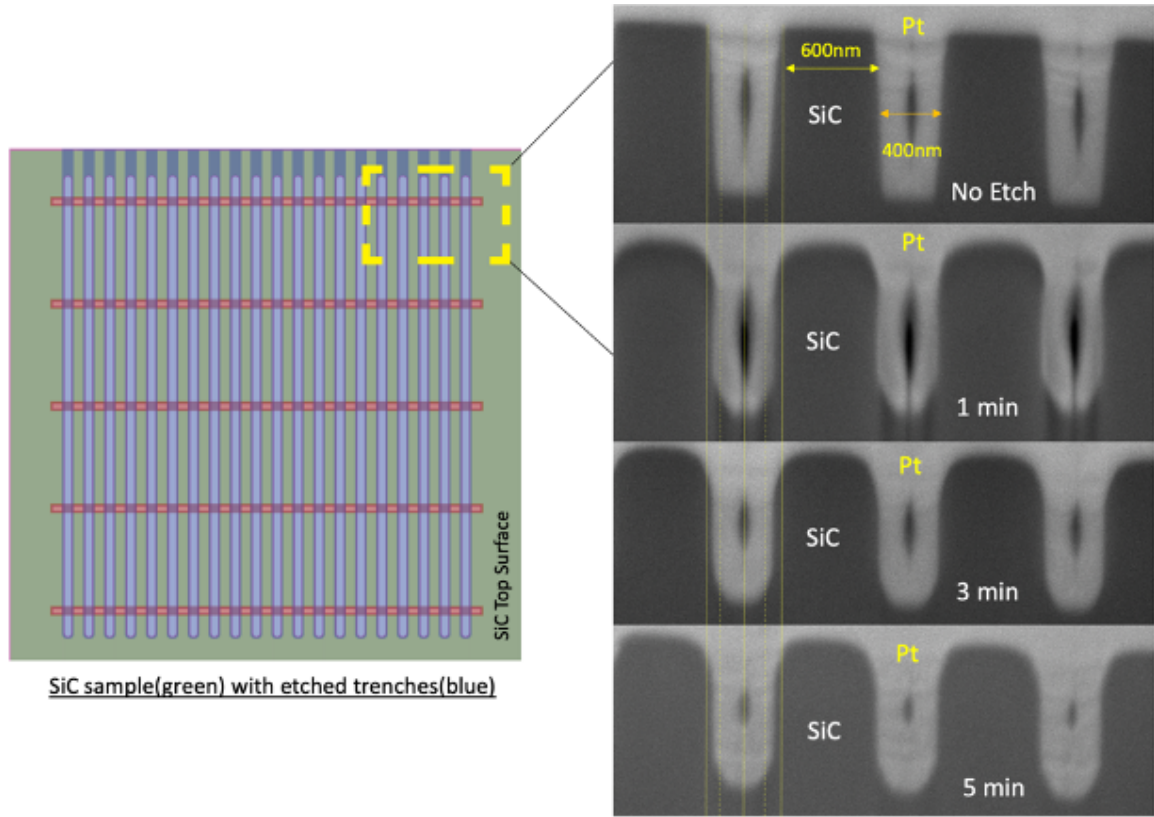 SiC Top Surface
SiC sample(green) with etched trenches(blue)
Pt
600nm
SiC
400nm
No Etch
Pt
SiC
1 min
Pt
SiC
3 min
Pt
SiC
5 min